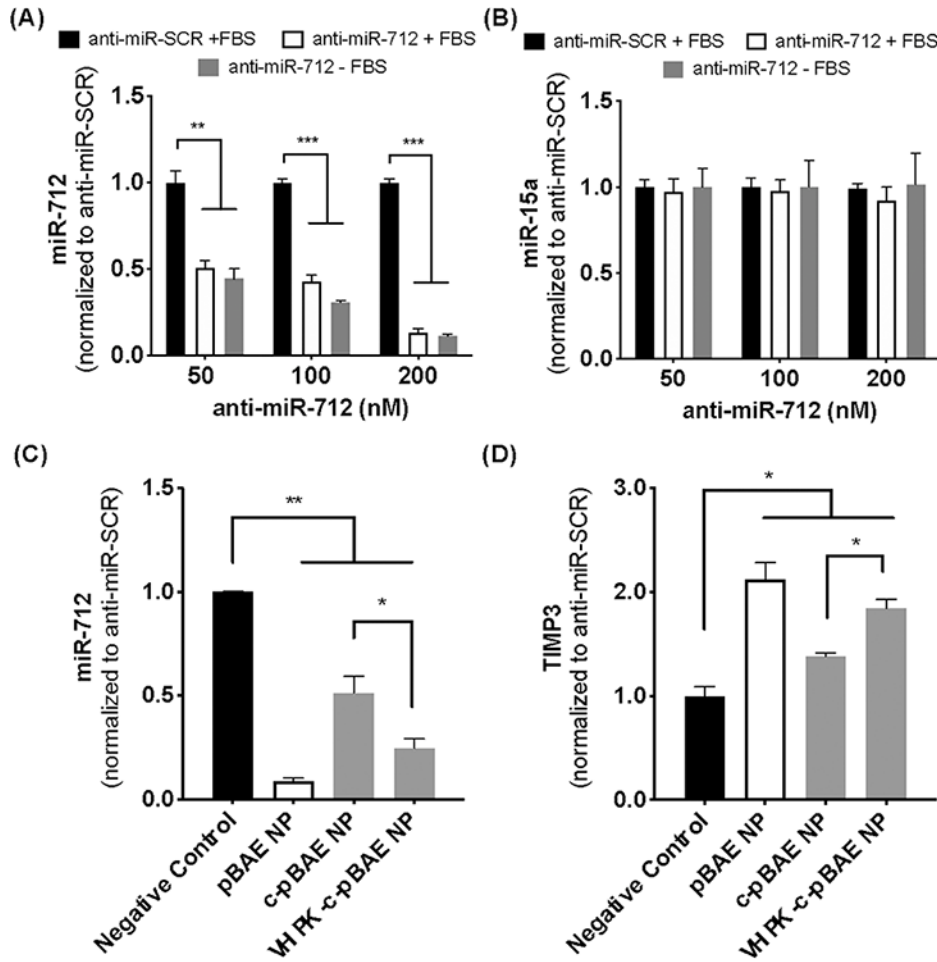 (A)
anti-miR-SCR +FBS anti-miR-712 + FBS
anti-miR-712 - FBS
miR-712
(normalized to anti-miR-SCR)
1.5
1.0
0.5
0.0
** *** ***
50 100 200
anti-miR-712 (nM)
(B)
anti-miR-SCR + FBS anti-miR-712 + FBS
anti-miR-712 - FBS
miR-15a
(normalized to anti-miR-SCR)
1.5
1.0
0.5
0.0
50 100 200
anti-miR-712 (nM)
(C)
miR-712
(normalized to anti-miR-SCR)
1.5
1.0
0.5
0.0
**
*
Negative Control
pBAE NP
c-pBAE NP
VHPK-c-pBAE NP
(D)
TIMP3
(normalized to anti-miR-SCR)
3.0
2.0
1.0
0.0
*
*
Negative Control
pBAE NP
c-pBAE NP
VHPK-c-pBAE NP